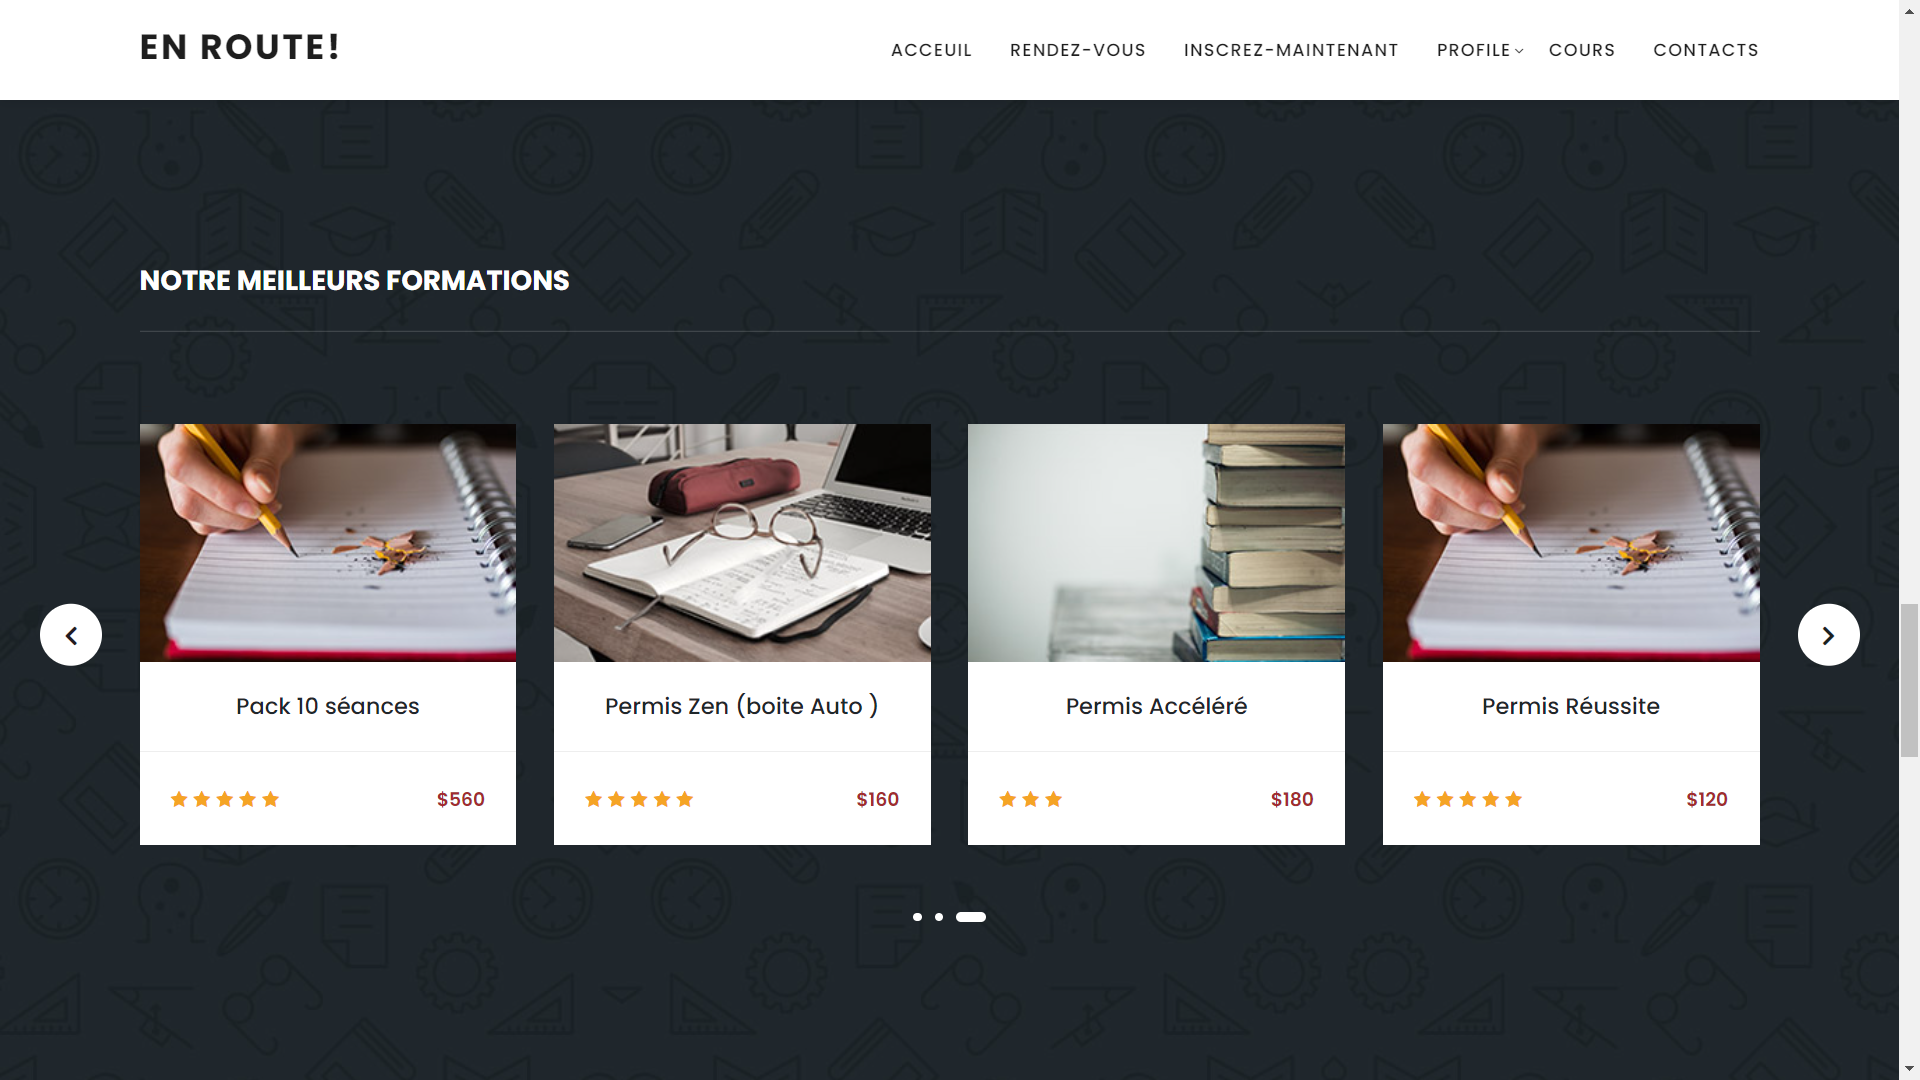 EN ROUTE!
ACCEUIL RENDEZ-VOUS INSCREZ-MAINTENANT PROFILE COURS CONTACTS
NOTRE MEILLEURS FORMATIONS
Pack 10 séances
$560
Permis Zen (boite Auto )
$160
Permis Accéléré
$180
Permis Réussite
$120